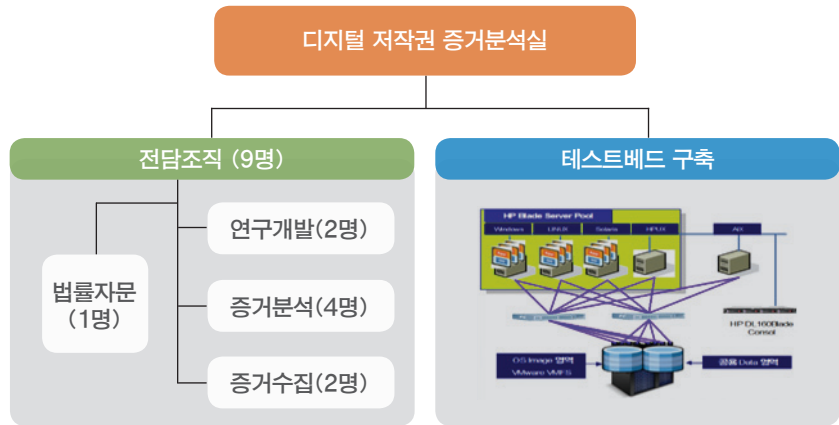 디지털 저작권 증거분석실
전담조직 (9명)
법률자문
(1명)
연구개발(2명)
증거분석(4명)
증거수집(2명)
테스트베드 구축
HP Blade Server Pool
Windows
LINUX
Solaris
HPUX
AIX
HP DL160Blade
Consol
OS Image 영역
VMware VMFS
공용 Data 영역